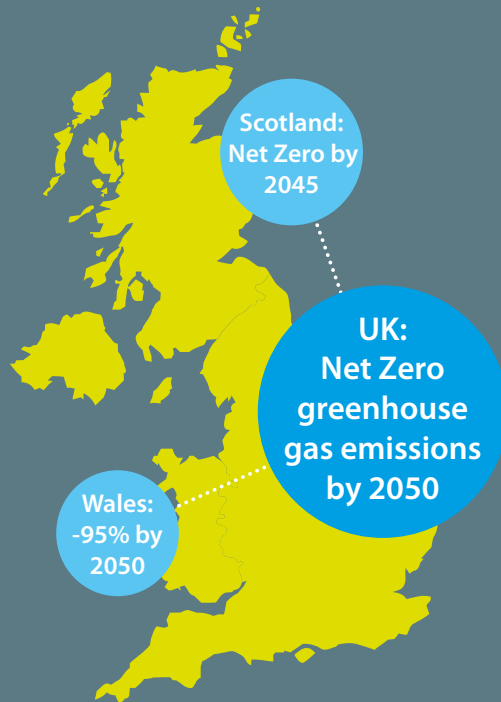 Scotland:
Net Zero by
2045
UK:
Net Zero
greenhouse
gas emissions
by 2050
Wales:
-95% by
2050